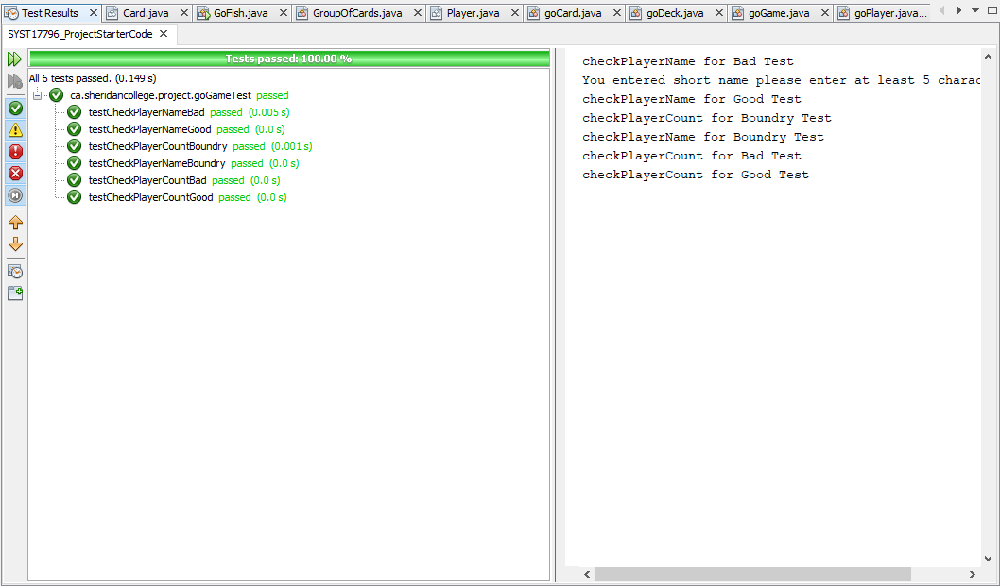 Test Results Card.java GoFish.java GroupOfCards.java Player.java goCard.java goDeck.java goGame.java goPlayer.java...
SYST17796_ProjectStarterCode
Tests passed: 100.00 %
All 6 tests passed. (0.149 s)
ca.sheridancollege.project.goGameTest passed
testCheckPlayerNameBad passed (0.005 s)
testCheckPlayerNameGood passed (0.0 s)
testCheckPlayerCountBoundry passed (0.001 s)
testCheckPlayerNameBoundry passed (0.0 s)
testCheckPlayerCountBad passed (0.0 s)
testCheckPlayerCountGood passed (0.0 s)
checkPlayerName for Bad Test
You entered short name please enter at least 5 charac
checkPlayerName for Good Test
checkPlayerCount for Boundry Test
checkPlayerName for Boundry Test
checkPlayerCount for Bad Test
checkPlayerCount for Good Test